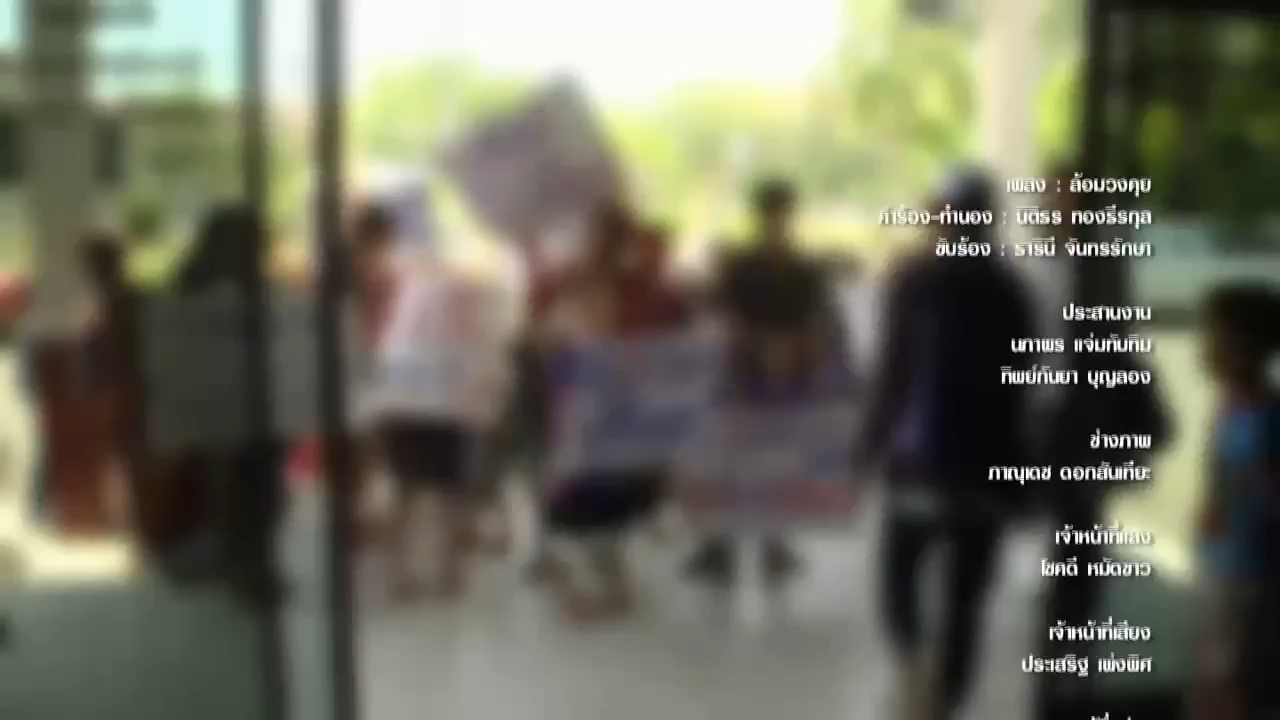 เพลง : ล้อมวงคุย
คำร้อง-ทำนอง : นิติธร ทองธีรกุล
ขับร้อง : ธารินี จันทรรักษา
ประสานงาน
นภาพร แจ่มทับทิม
ทิพย์กันยา บุญลอง
ช่างภาพ
ภาณุเดช ดอกสันเทียะ
เจ้าหน้าที่แสง
โชคดี หมัดขาว
เจ้าหน้าที่เสียง
ประเสริฐ เพ่งพิศ